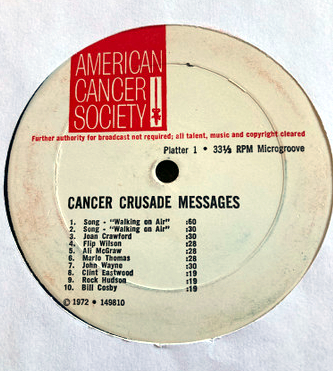 AMERICAN
CANCER
SOCIETY
Further authority for broadcast not required; all talent, music and copyright cleared
Platter 1 • 33⅓ RPM Microgroove
CANCER CRUSADE MESSAGES
1. Song - "Walking on Air" :60
2. Song - "Walking on Air" :30
3. Joan Crawford :30
4. Flip Wilson :28
5. Ali McGraw :28
6. Marlo Thomas :28
7. John Wayne :30
8. Clint Eastwood :19
9. Rock Hudson :19
10. Bill Cosby :19
© 1972 • 149810